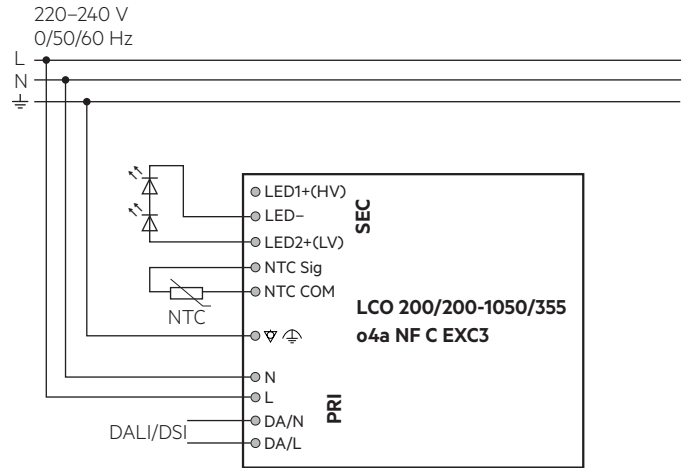 220–240 V
0/50/60 Hz
L
N
LED1+(HV)
LED–
SEC
LED2+(LV)
NTC Sig
NTC COM
NTC
LCO 200/200-1050/355
o4a NF C EXC3
N
L
PRI
DALI/DSI
DA/N
DA/L